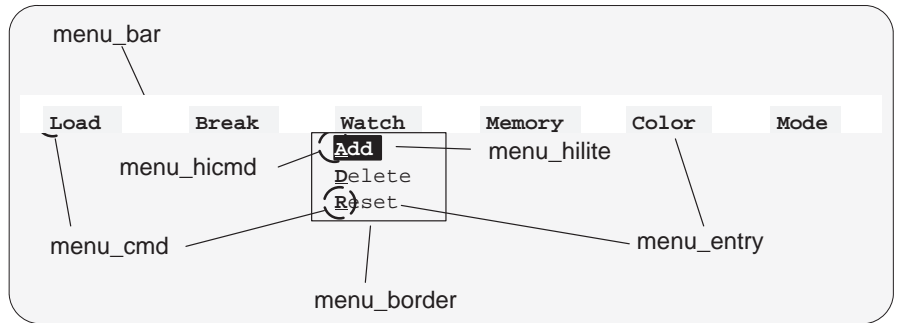 menu_bar
Load Break Watch Memory Color Mode
Add
menu_hilite
menu_hicmd
Delete
Reset
menu_cmd
menu_entry
menu_border